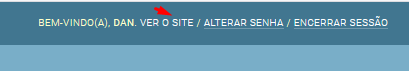 BEM-VINDO(A), DAN. VER O SITE / ALTERAR SENHA / ENCERRAR SESSÃO